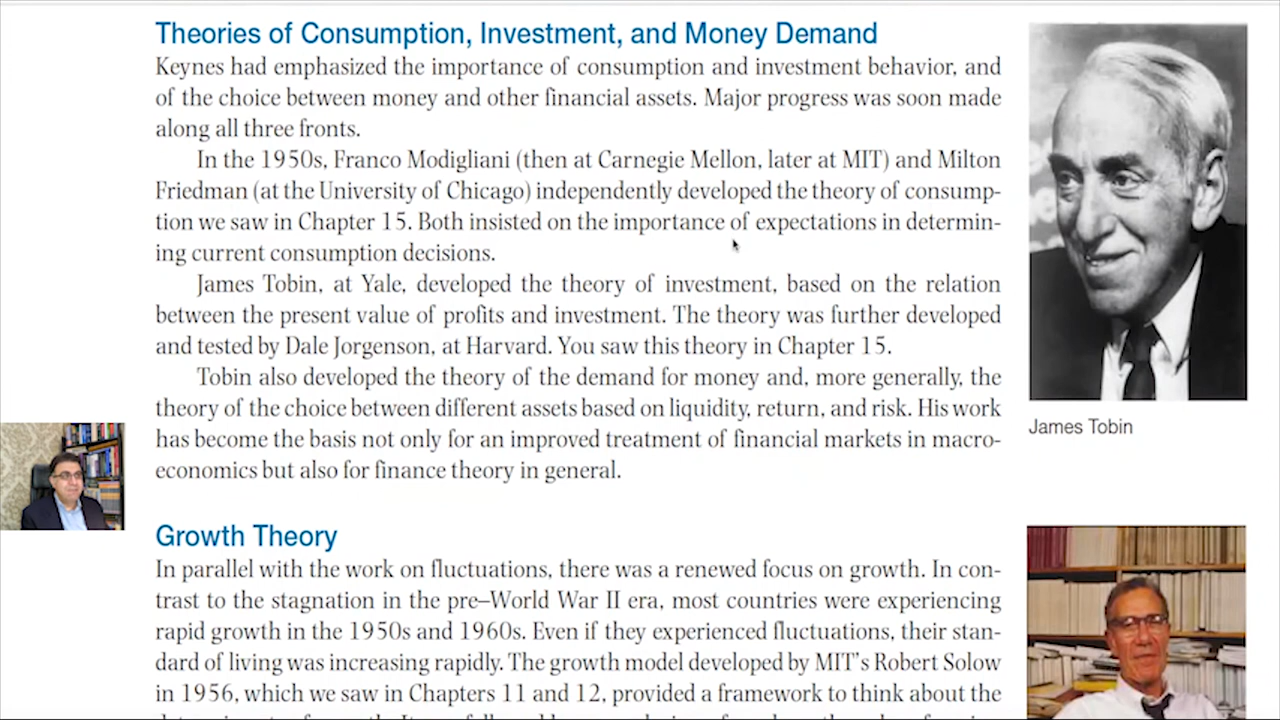 Theories of Consumption, Investment, and Money Demand
Keynes had emphasized the importance of consumption and investment behavior, and
of the choice between money and other financial assets. Major progress was soon made
along all three fronts.
In the 1950s, Franco Modigliani (then at Carnegie Mellon, later at MIT) and Milton
Friedman (at the University of Chicago) independently developed the theory of consump-
tion we saw in Chapter 15. Both insisted on the importance of expectations in determin-
ing current consumption decisions.
James Tobin, at Yale, developed the theory of investment, based on the relation
between the present value of profits and investment. The theory was further developed
and tested by Dale Jorgenson, at Harvard. You saw this theory in Chapter 15.
Tobin also developed the theory of the demand for money and, more generally, the
theory of the choice between different assets based on liquidity, return, and risk. His work
has become the basis not only for an improved treatment of financial markets in macro-
economics but also for finance theory in general.
James Tobin
Growth Theory
In parallel with the work on fluctuations, there was a renewed focus on growth. In con-
trast to the stagnation in the pre–World War II era, most countries were experiencing
rapid growth in the 1950s and 1960s. Even if they experienced fluctuations, their stan-
dard of living was increasing rapidly. The growth model developed by MIT's Robert Solow
in 1956, which we saw in Chapters 11 and 12, provided a framework to think about the